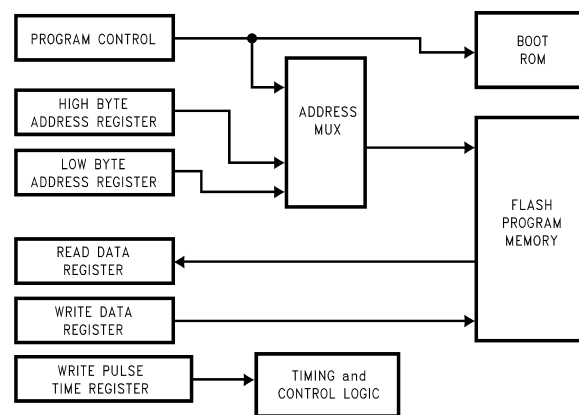 PROGRAM CONTROL
BOOT
ROM
HIGH BYTE
ADDRESS REGISTER
ADDRESS
MUX
LOW BYTE
ADDRESS REGISTER
FLASH
PROGRAM
MEMORY
READ DATA
REGISTER
WRITE DATA
REGISTER
WRITE PULSE
TIME REGISTER
TIMING and
CONTROL LOGIC